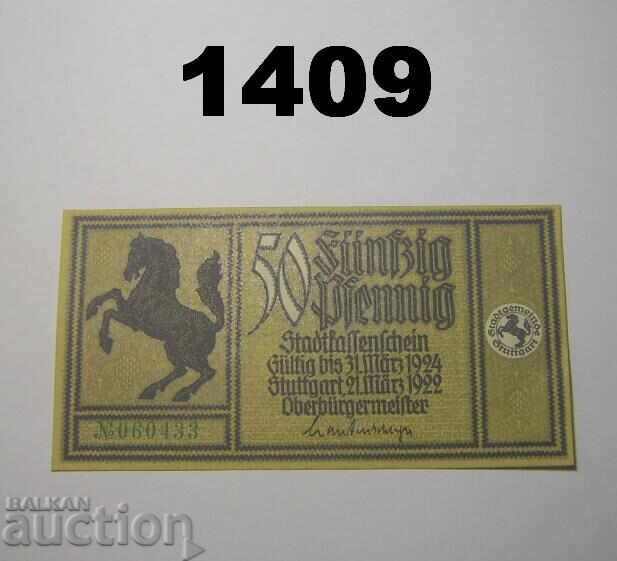 1409
50 Fünfzig
Pfennig
Stadtkassenschein
Gültig bis 31. März 1924
Stuttgart, 21. März 1922
Oberbürgermeister
№060433
Stadtgemeinde
Stuttgart
BALKAN
auction